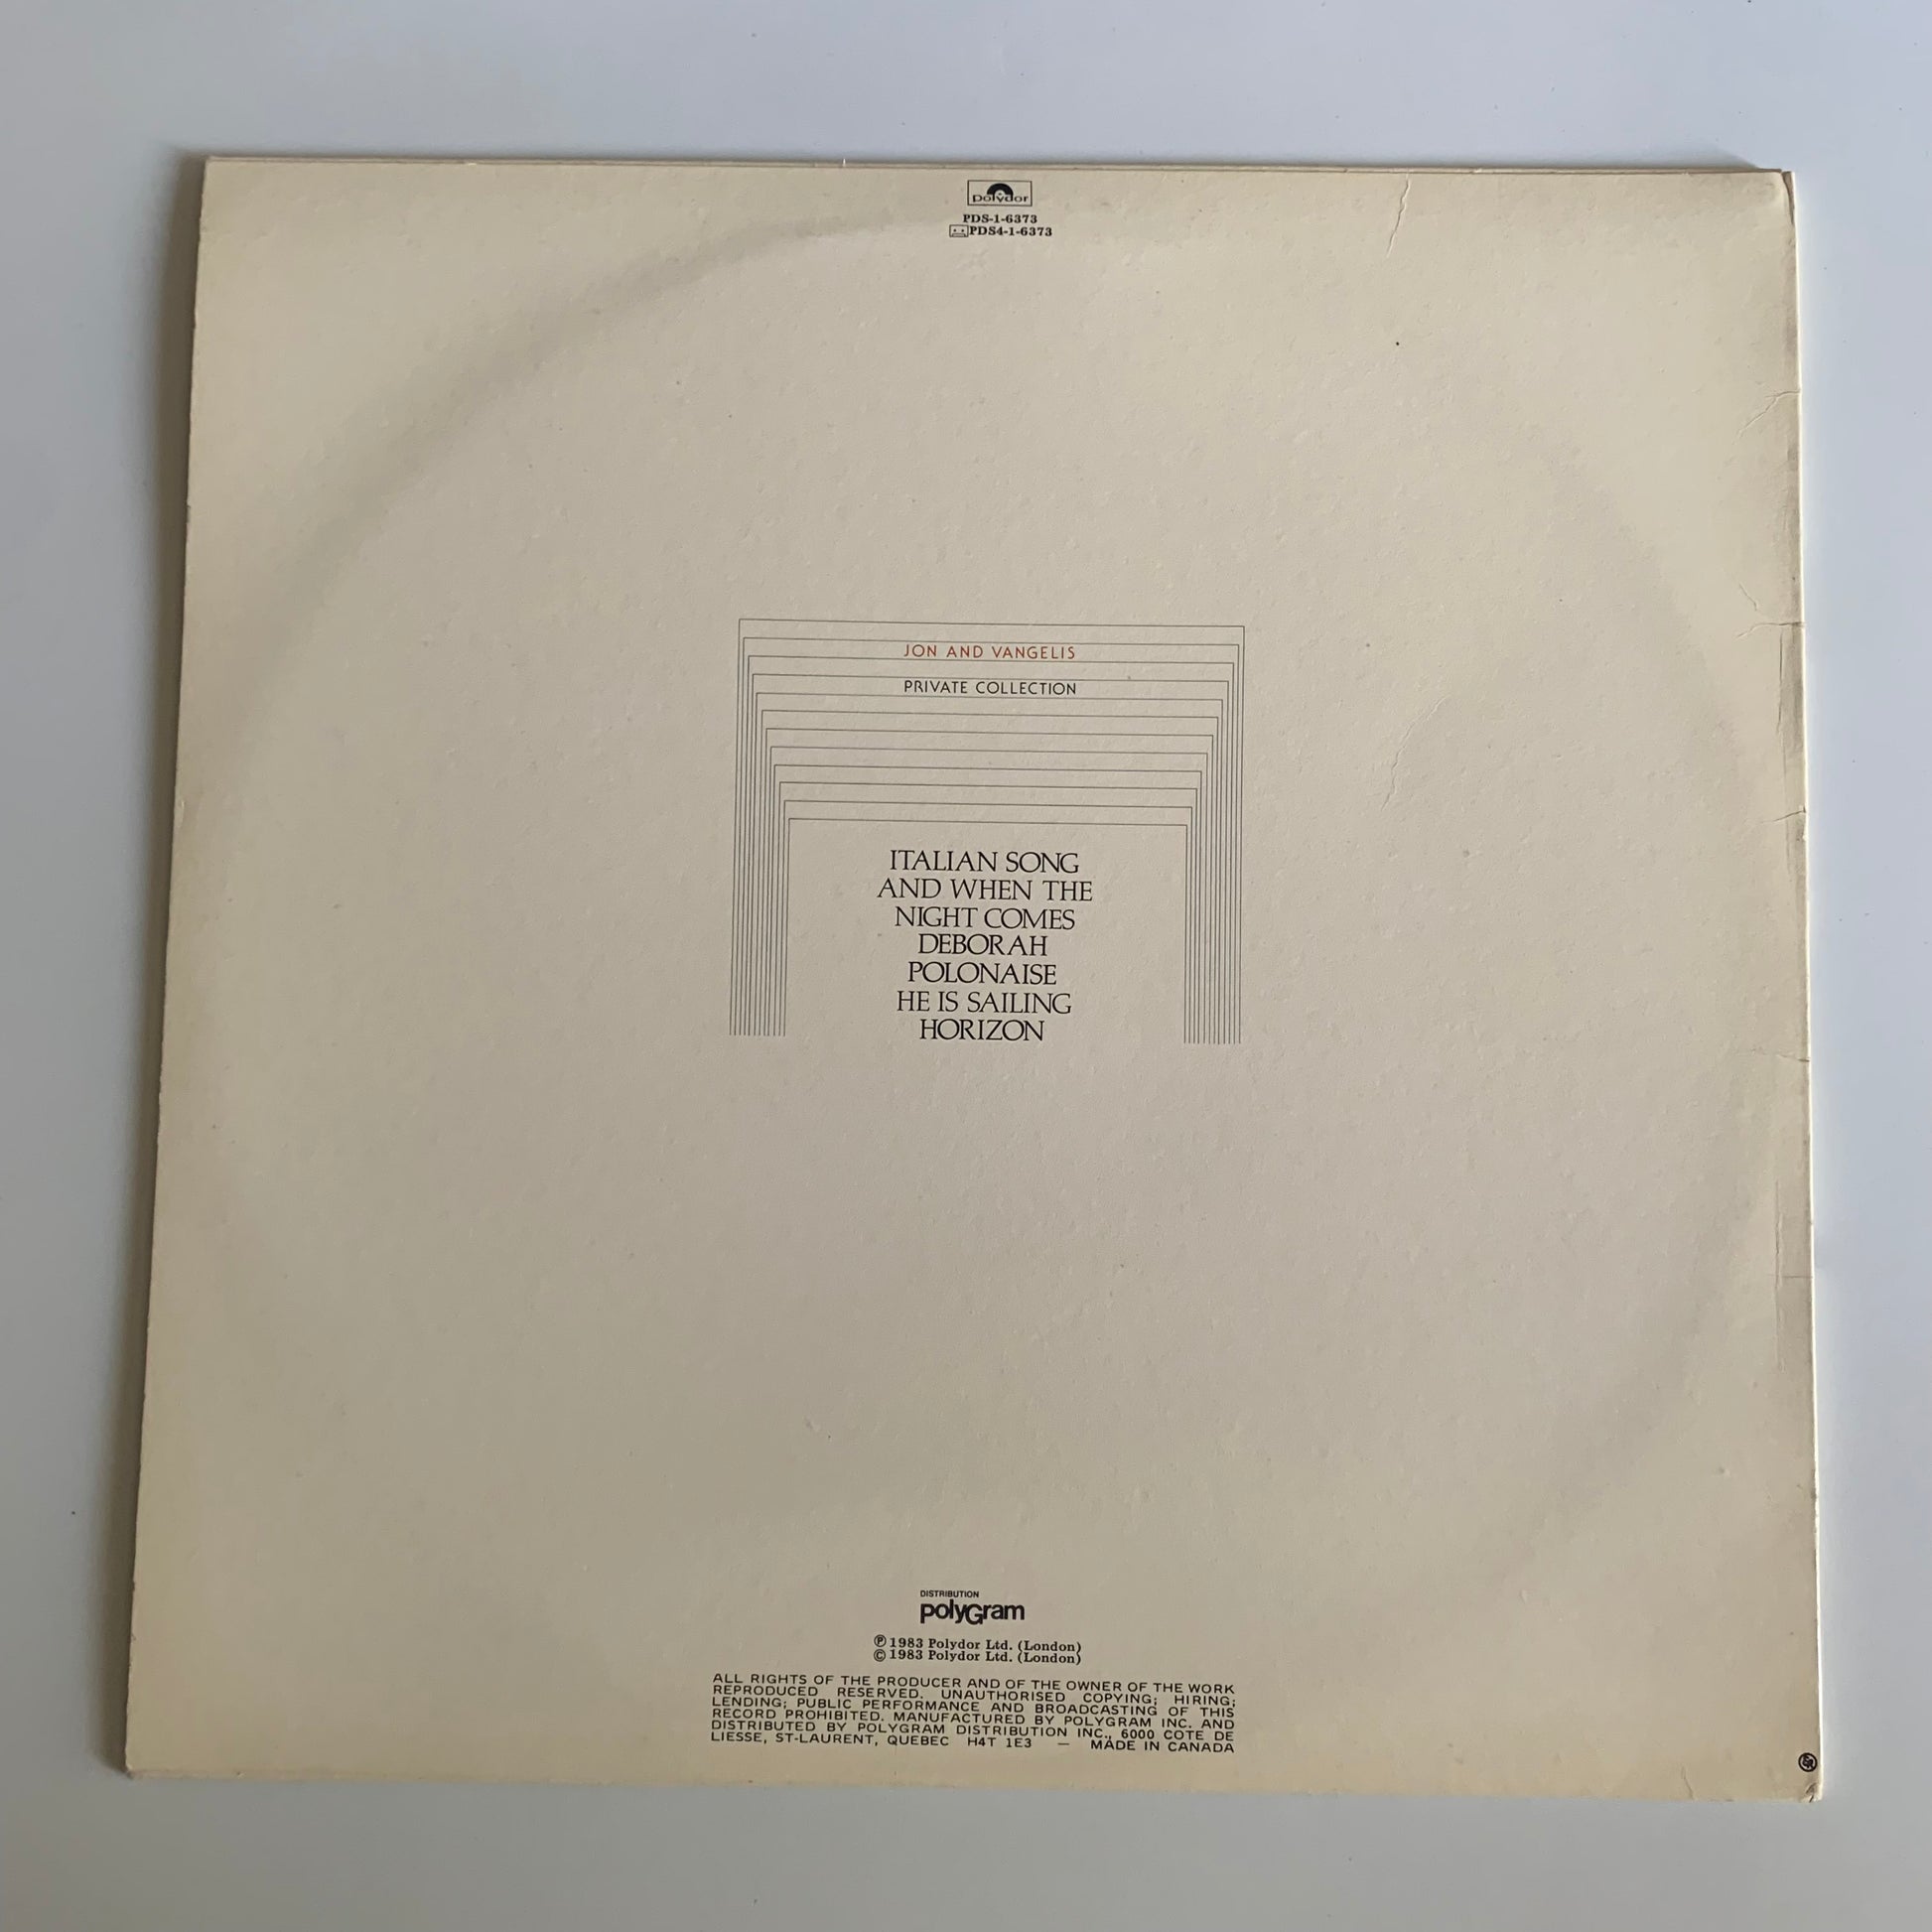 polydor
PDS-1-6373
PDS4-1-6373
JON AND VANGELIS
PRIVATE COLLECTION
ITALIAN SONG
AND WHEN THE
NIGHT COMES
DEBORAH
POLONAISE
HE IS SAILING
HORIZON
DISTRIBUTION
polyGram
℗ 1983 Polydor Ltd. (London)
© 1983 Polydor Ltd. (London)
ALL RIGHTS OF THE PRODUCER AND OF THE OWNER OF THE WORK
REPRODUCED RESERVED. UNAUTHORISED COPYING; HIRING;
LENDING; PUBLIC PERFORMANCE AND BROADCASTING OF THIS
RECORD PROHIBITED. MANUFACTURED BY POLYGRAM INC. AND
DISTRIBUTED BY POLYGRAM DISTRIBUTION INC., 6000 COTE DE
LIESSE, ST-LAURENT, QUEBEC H4T 1E3 — MADE IN CANADA